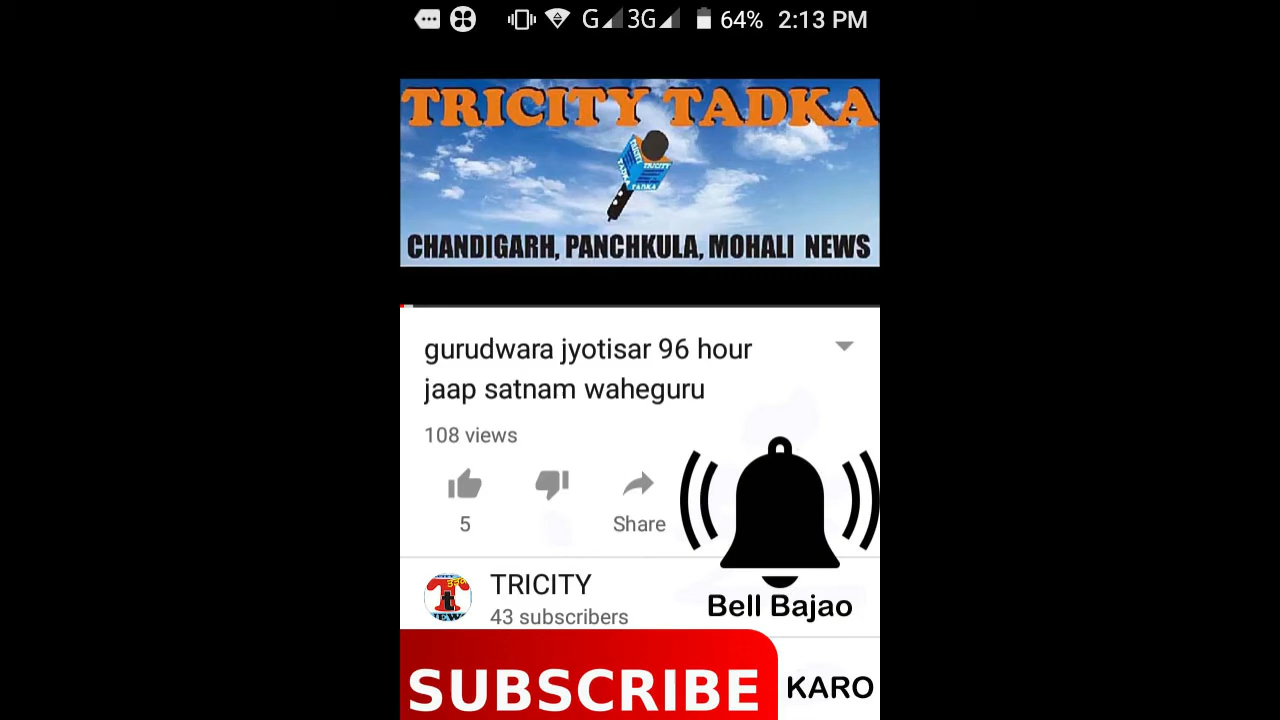 G 3G 64% 2:13 PM
TRICITY TADKA
TRICITY
TADKA
CHANDIGARH, PANCHKULA, MOHALI NEWS
gurudwara jyotisar 96 hour
jaap satnam waheguru
108 views
5
Share
TRICITY
43 subscribers
Bell Bajao
SUBSCRIBE KARO